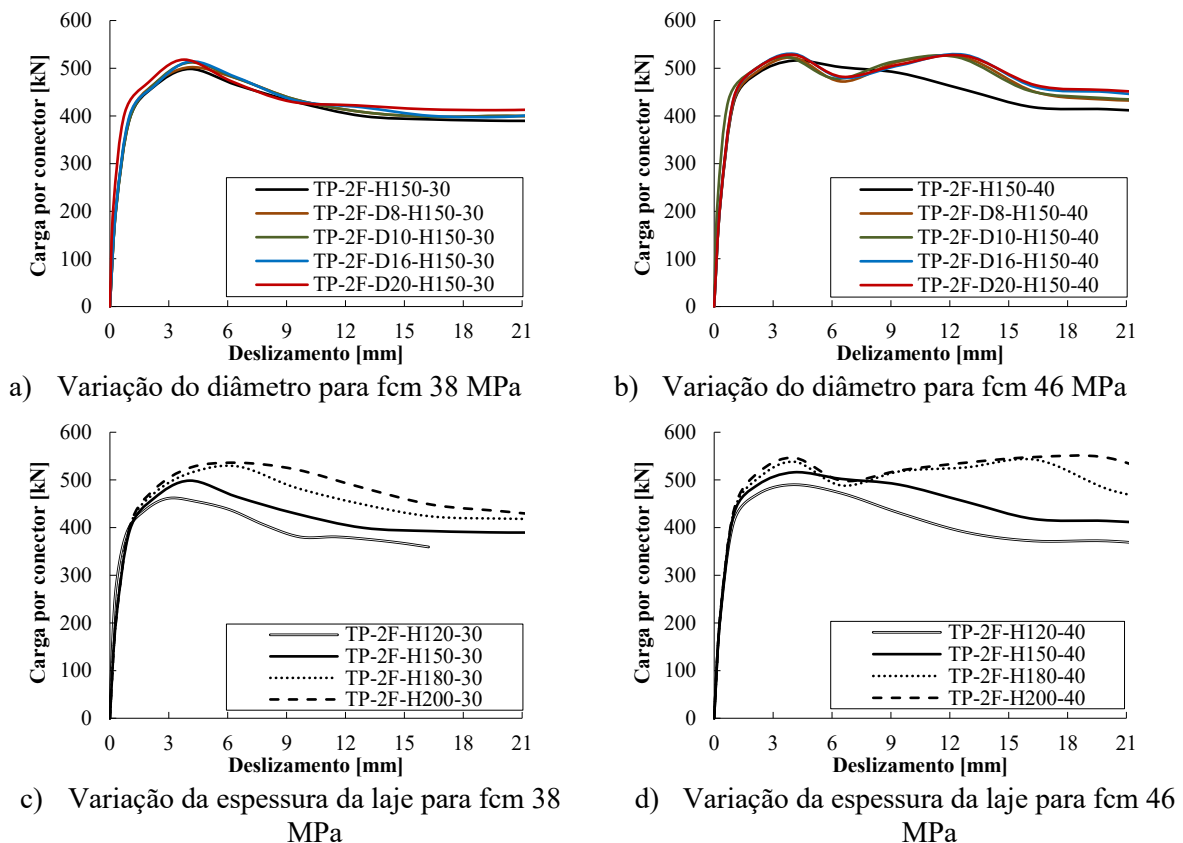 600
500
400
300
200
100
0
Carga por conector [kN]
TP-2F-H150-30
TP-2F-D8-H150-30
TP-2F-D10-H150-30
TP-2F-D16-H150-30
TP-2F-D20-H150-30
0 3 6 9 12 15 18 21
Deslizamento [mm]
a) Variação do diâmetro para fcm 38 MPa
600
500
400
300
200
100
0
Carga por conector [kN]
TP-2F-H150-40
TP-2F-D8-H150-40
TP-2F-D10-H150-40
TP-2F-D16-H150-40
TP-2F-D20-H150-40
0 3 6 9 12 15 18 21
Deslizamento [mm]
b) Variação do diâmetro para fcm 46 MPa
600
500
400
300
200
100
0
Carga por conector [kN]
TP-2F-H120-30
TP-2F-H150-30
TP-2F-H180-30
TP-2F-H200-30
0 3 6 9 12 15 18 21
Deslizamento [mm]
c) Variação da espessura da laje para fcm 38
MPa
600
500
400
300
200
100
0
Carga por conector [kN]
TP-2F-H120-40
TP-2F-H150-40
TP-2F-H180-40
TP-2F-H200-40
0 3 6 9 12 15 18 21
Deslizamento [mm]
d) Variação da espessura da laje para fcm 46
MPa